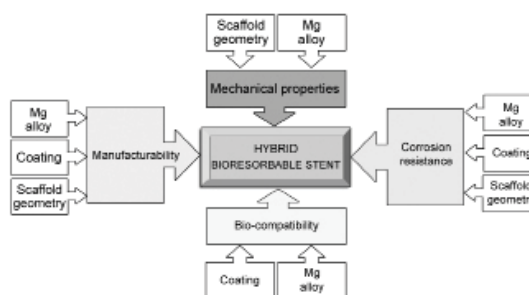 Scaffold
geometry
Mg
alloy
Mechanical properties
Mg
alloy
Coating
Scaffold
geometry
Manufacturability
HYBRID
BIORESORBABLE STENT
Corrosion
resistance
Mg
alloy
Coating
Scaffold
geometry
Bio-compatibility
Coating
Mg
alloy